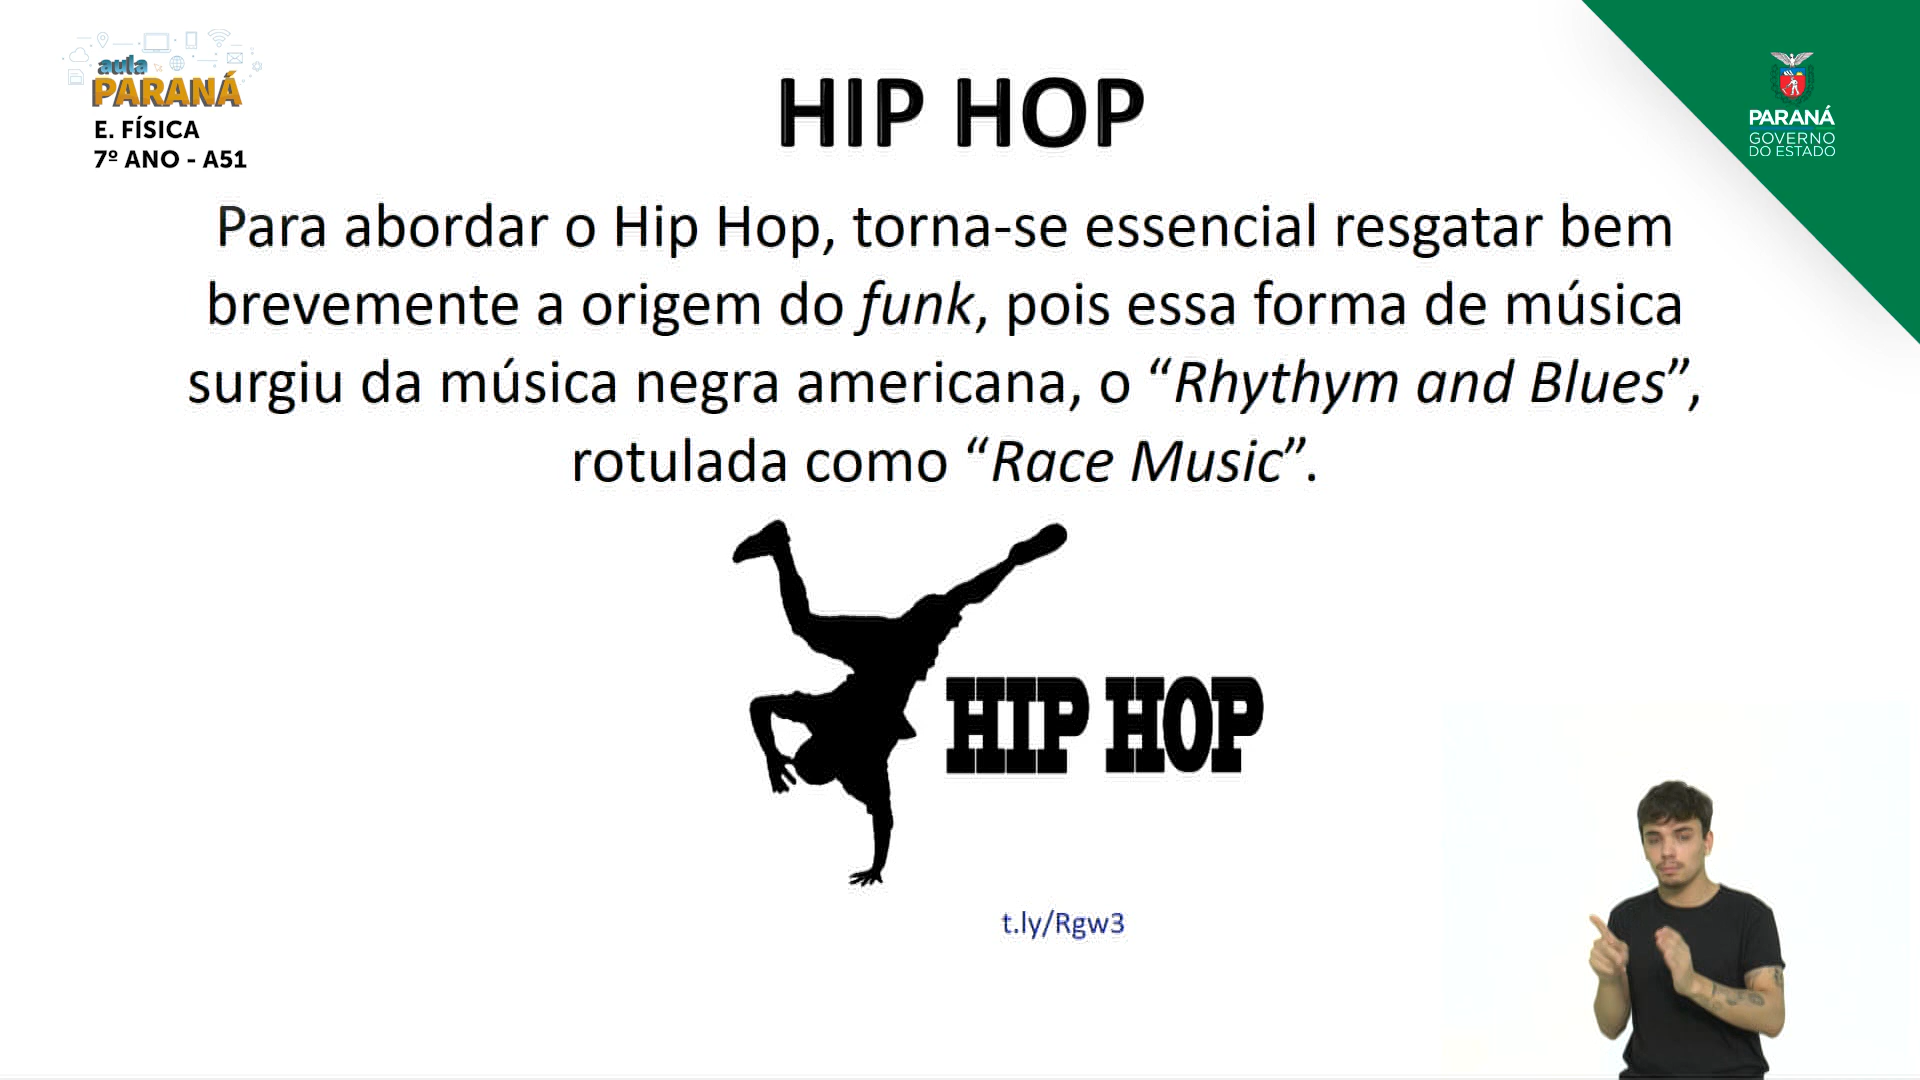 aula
PARANÁ
E. FÍSICA
7º ANO - A51
HIP HOP
PARANÁ
GOVERNO
DO ESTADO
Para abordar o Hip Hop, torna-se essencial resgatar bem
brevemente a origem do funk, pois essa forma de música
surgiu da música negra americana, o “Rhythym and Blues”,
rotulada como “Race Music”.
HIP HOP
t.ly/Rgw3